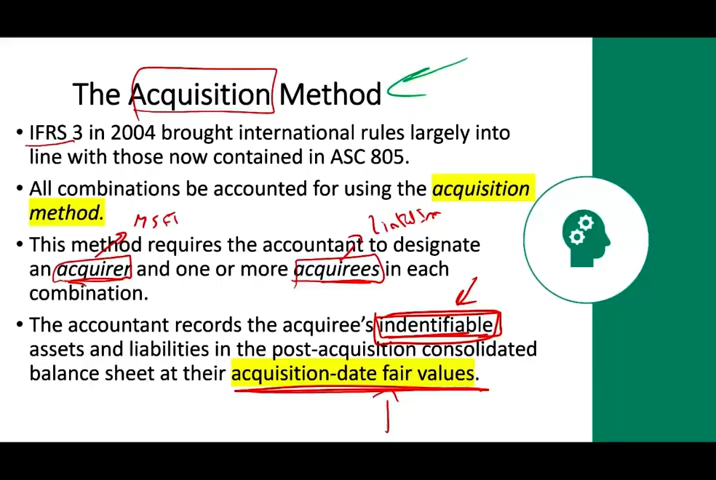 The Acquisition Method
• IFRS 3 in 2004 brought international rules largely into
line with those now contained in ASC 805.
• All combinations be accounted for using the acquisition
method.
MSFT
• This method requires the accountant to designate
an acquirer and one or more acquirees in each
combination.
• The accountant records the acquiree's indentifiable
assets and liabilities in the post-acquisition consolidated
balance sheet at their acquisition-date fair values.